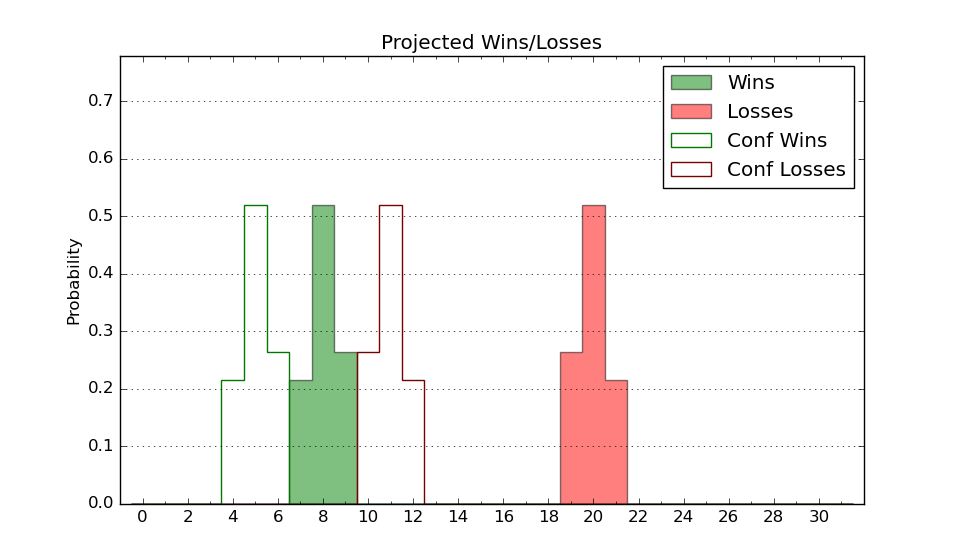 Projected Wins/Losses
Wins
Losses
Conf Wins
Conf Losses
Probability
0.7
0.6
0.5
0.4
0.3
0.2
0.1
0.0
0 2 4 6 8 10 12 14 16 18 20 22 24 26 28 30